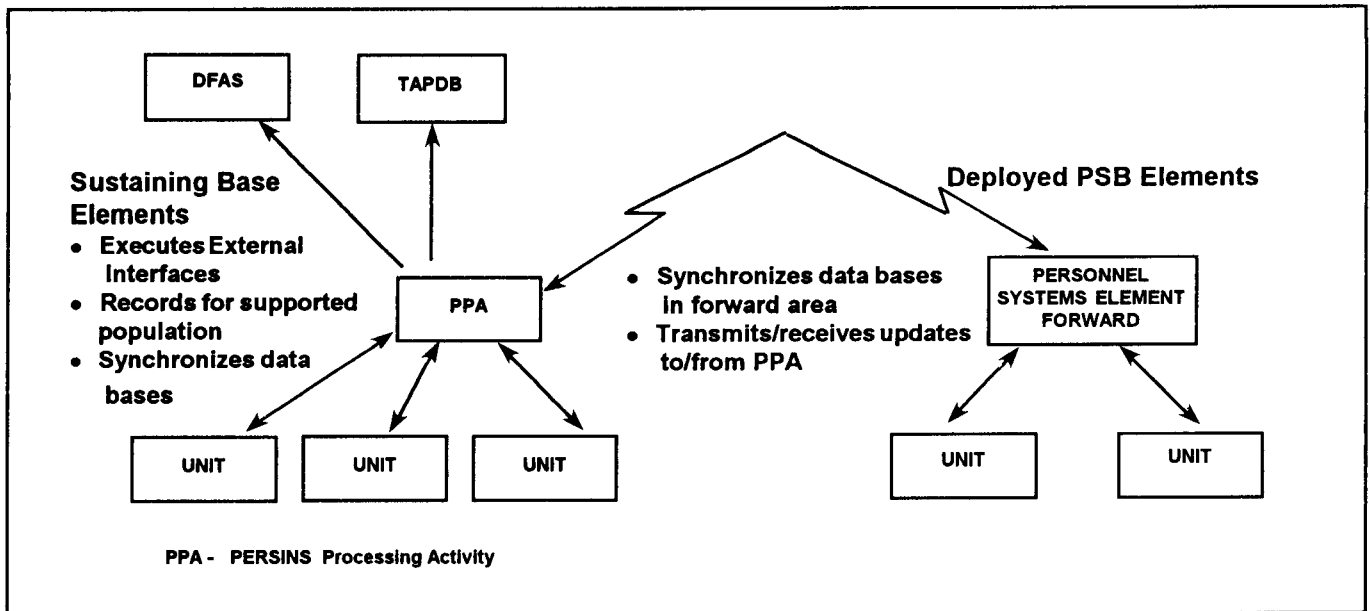 DFAS
TAPDB
Sustaining Base
Elements
• Executes External
Interfaces
• Records for supported
population
• Synchronizes data
bases
PPA
Deployed PSB Elements
• Synchronizes data bases
in forward area
• Transmits/receives updates
to/from PPA
PERSONNEL
SYSTEMS ELEMENT
FORWARD
UNIT
UNIT
UNIT
UNIT
UNIT
PPA - PERSINS Processing Activity